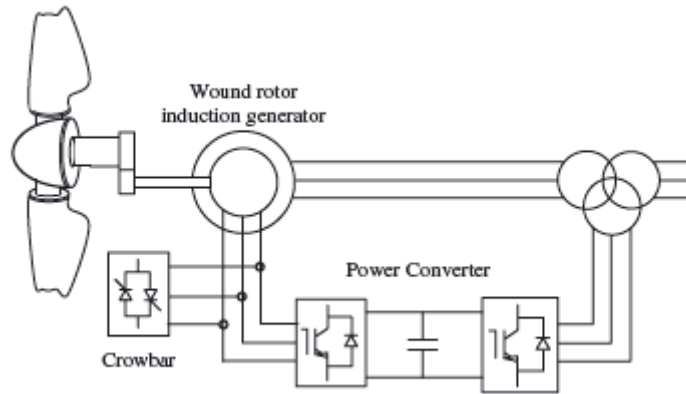 Wound rotor
induction generator
Power Converter
Crowbar